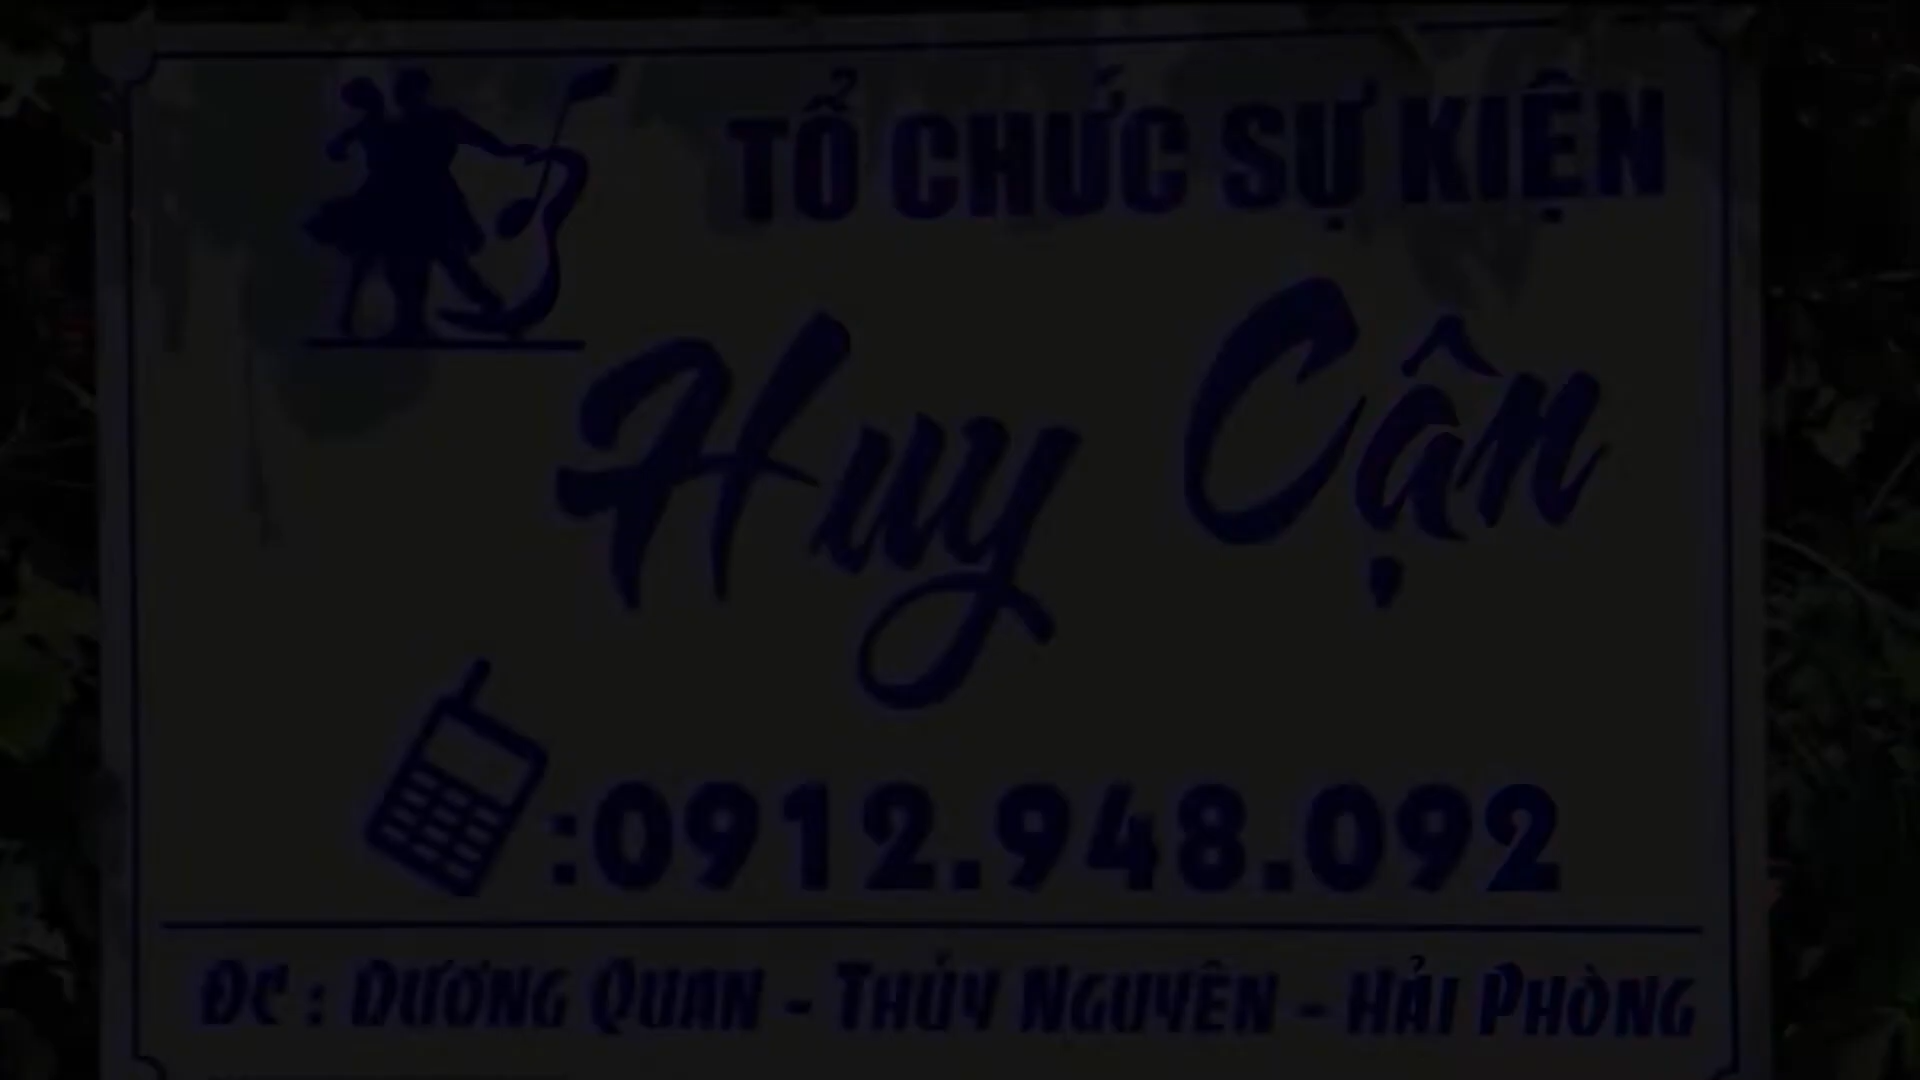 TỔ CHỨC SỰ KIỆN
Huy Cận
:0912.948.092
ĐC : DƯƠNG QUAN - THỦY NGUYÊN - HẢI PHÒNG